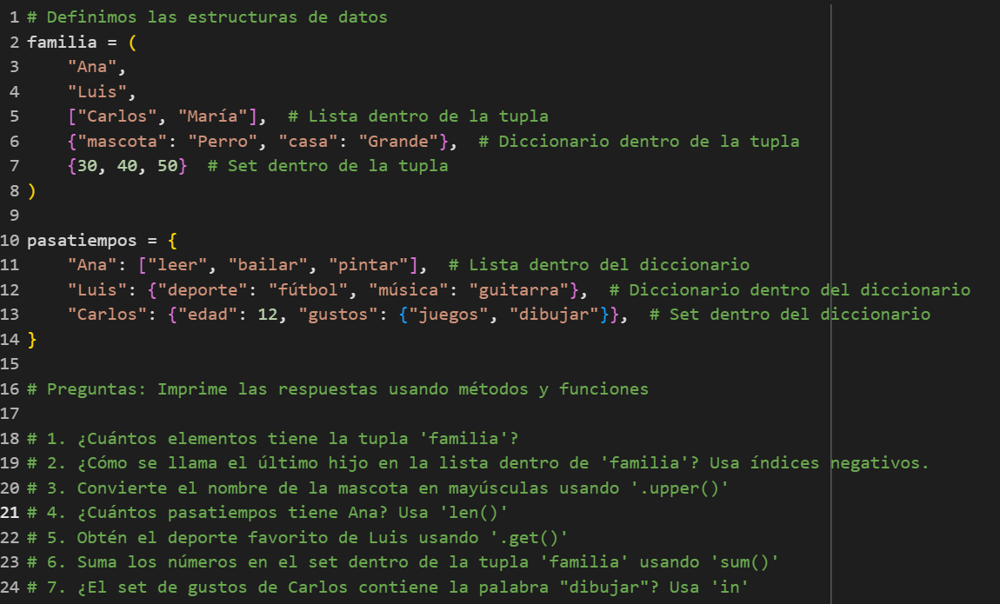 1 # Definimos las estructuras de datos
2 familia = (
3     "Ana",
4     "Luis",
5     ["Carlos", "María"],  # Lista dentro de la tupla
6     {"mascota": "Perro", "casa": "Grande"},  # Diccionario dentro de la tupla
7     {30, 40, 50}  # Set dentro de la tupla
8 )
9
10 pasatiempos = {
11     "Ana": ["leer", "bailar", "pintar"],  # Lista dentro del diccionario
12     "Luis": {"deporte": "fútbol", "música": "guitarra"},  # Diccionario dentro del diccionario
13     "Carlos": {"edad": 12, "gustos": {"juegos", "dibujar"}},  # Set dentro del diccionario
14 }
15
16 # Preguntas: Imprime las respuestas usando métodos y funciones
17
18 # 1. ¿Cuántos elementos tiene la tupla 'familia'?
19 # 2. ¿Cómo se llama el último hijo en la lista dentro de 'familia'? Usa índices negativos.
20 # 3. Convierte el nombre de la mascota en mayúsculas usando '.upper()'
21 # 4. ¿Cuántos pasatiempos tiene Ana? Usa 'len()'
22 # 5. Obtén el deporte favorito de Luis usando '.get()'
23 # 6. Suma los números en el set dentro de la tupla 'familia' usando 'sum()'
24 # 7. ¿El set de gustos de Carlos contiene la palabra "dibujar"? Usa 'in'